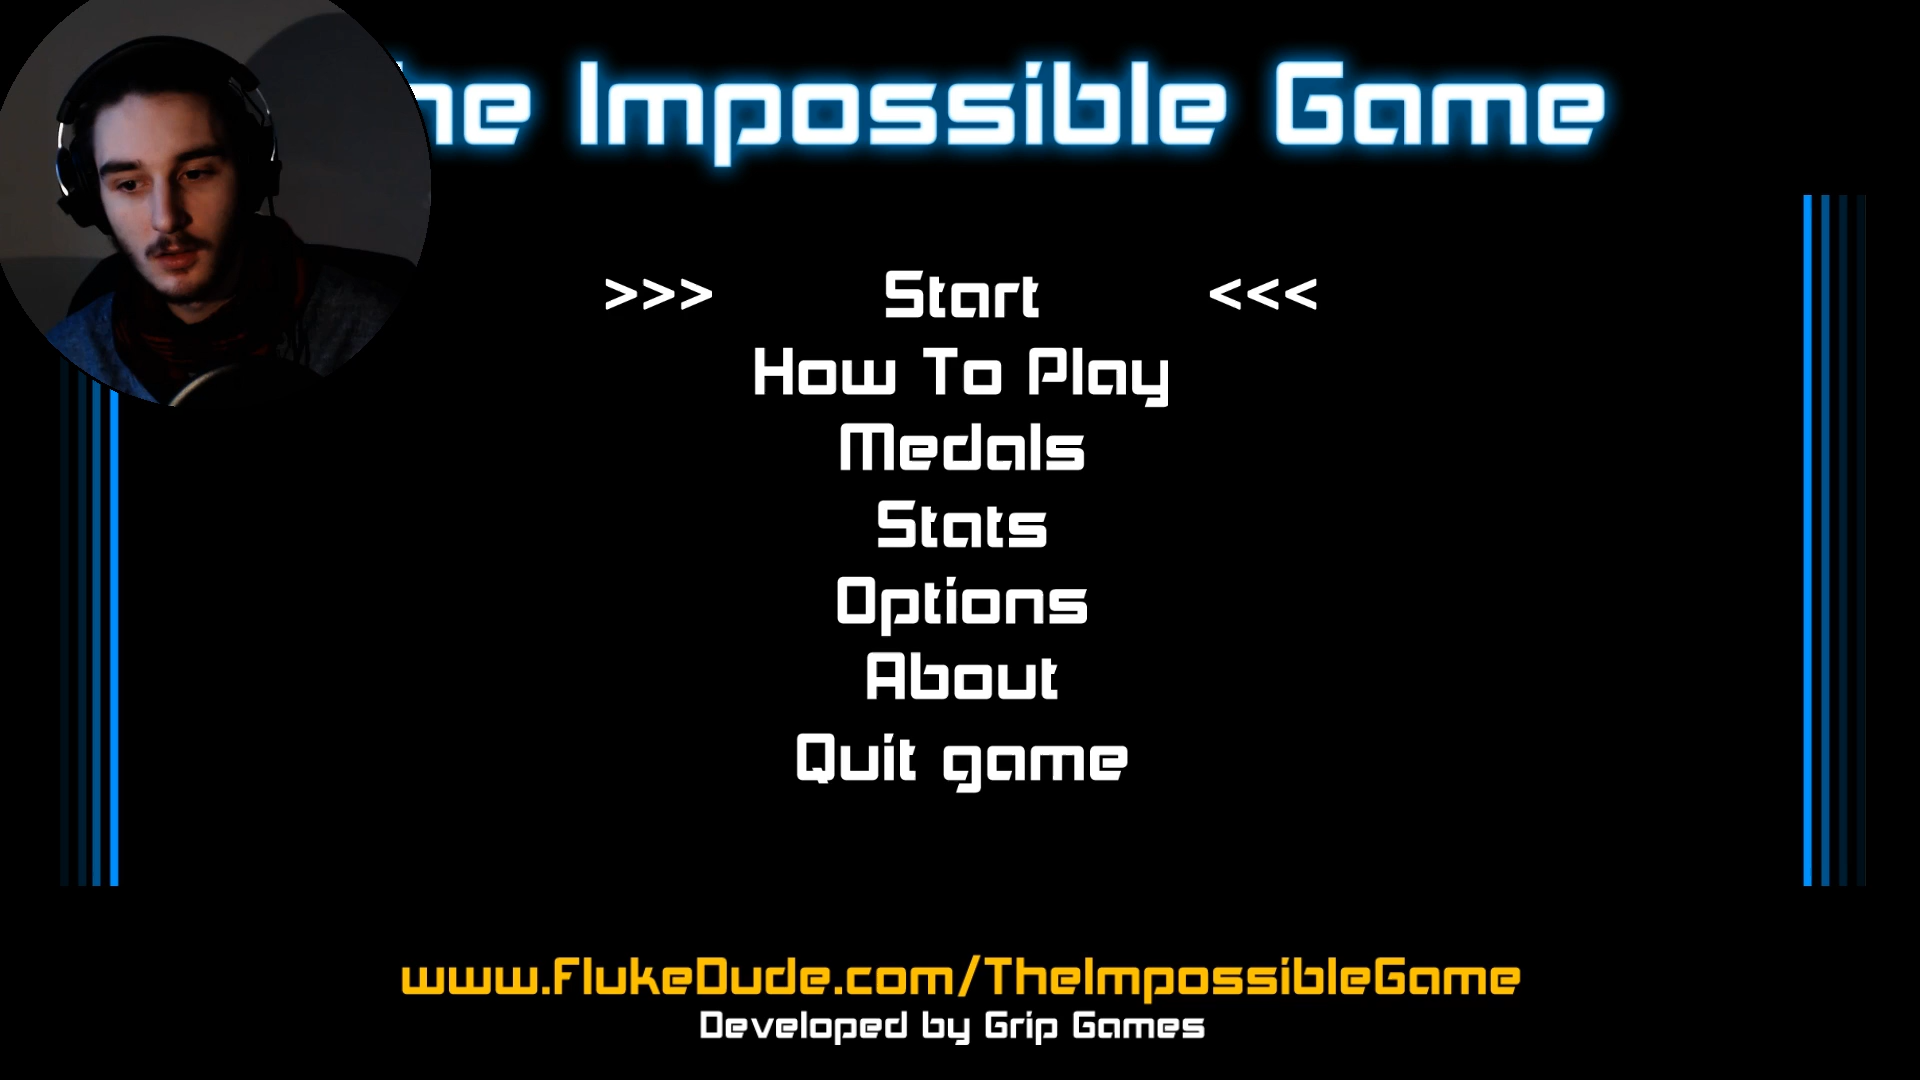 he Impossible Game
>>> Start <<<
How To Play
Medals
Stats
Options
About
Quit game
www.FlukeDude.com/TheImpossibleGame
Developed by Grip Games